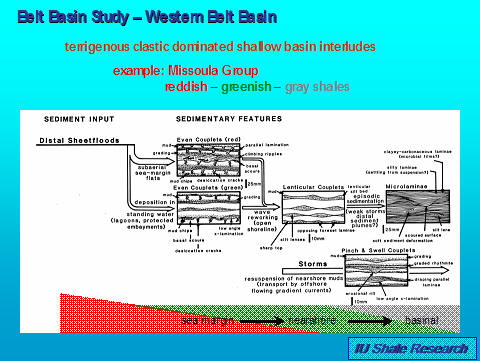 Belt Basin Study – Western Belt Basin
terrigenous clastic dominated shallow basin interludes
example: Missoula Group
reddish – greenish – gray shales
SEDIMENT INPUT
SEDIMENTARY FEATURES
Distal Sheetfloods
Even Couplets (red)
mud
parallel lamination
grading
climbing ripples
basal scours
subaerial sea-margin flats
mud chips
desiccation cracks
25mm
Even Couplets (green)
mud
grading
deposition in
standing water (lagoons, protected embayments)
mud chips
basal scours
low angle x-lamination
desiccation cracks
wave reworking (open shoreline)
Lenticular Couplets
mud
lenticular silt bed
silt lenses
opposing foreset laminae
sharp top
10mm
episodic sedimentation
(weak storms distal sediment plumes?)
clayey-carbonaceous laminae (microbial films?)
silty laminae (settling from suspension?)
Microlaminae
25mm
silt lens
scoured surface
soft sediment deformation
Storms
resuspension of nearshore muds (transport by offshore flowing gradient currents)
Pinch & Swell Couplets
mud
grading
graded rhythmite
draping parallel laminae
erosional rill
low angle x-lamination
10mm
nearshore
basinal
IU Shale Research